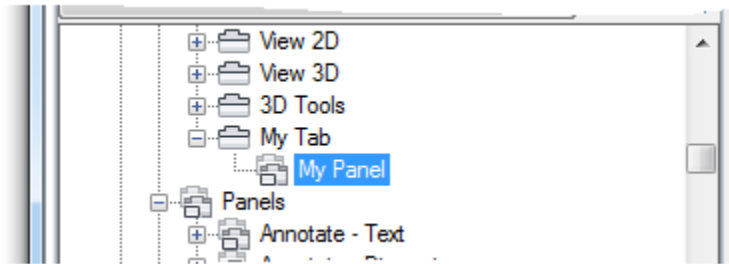 View 2D
View 3D
3D Tools
My Tab
My Panel
Panels
Annotate - Text